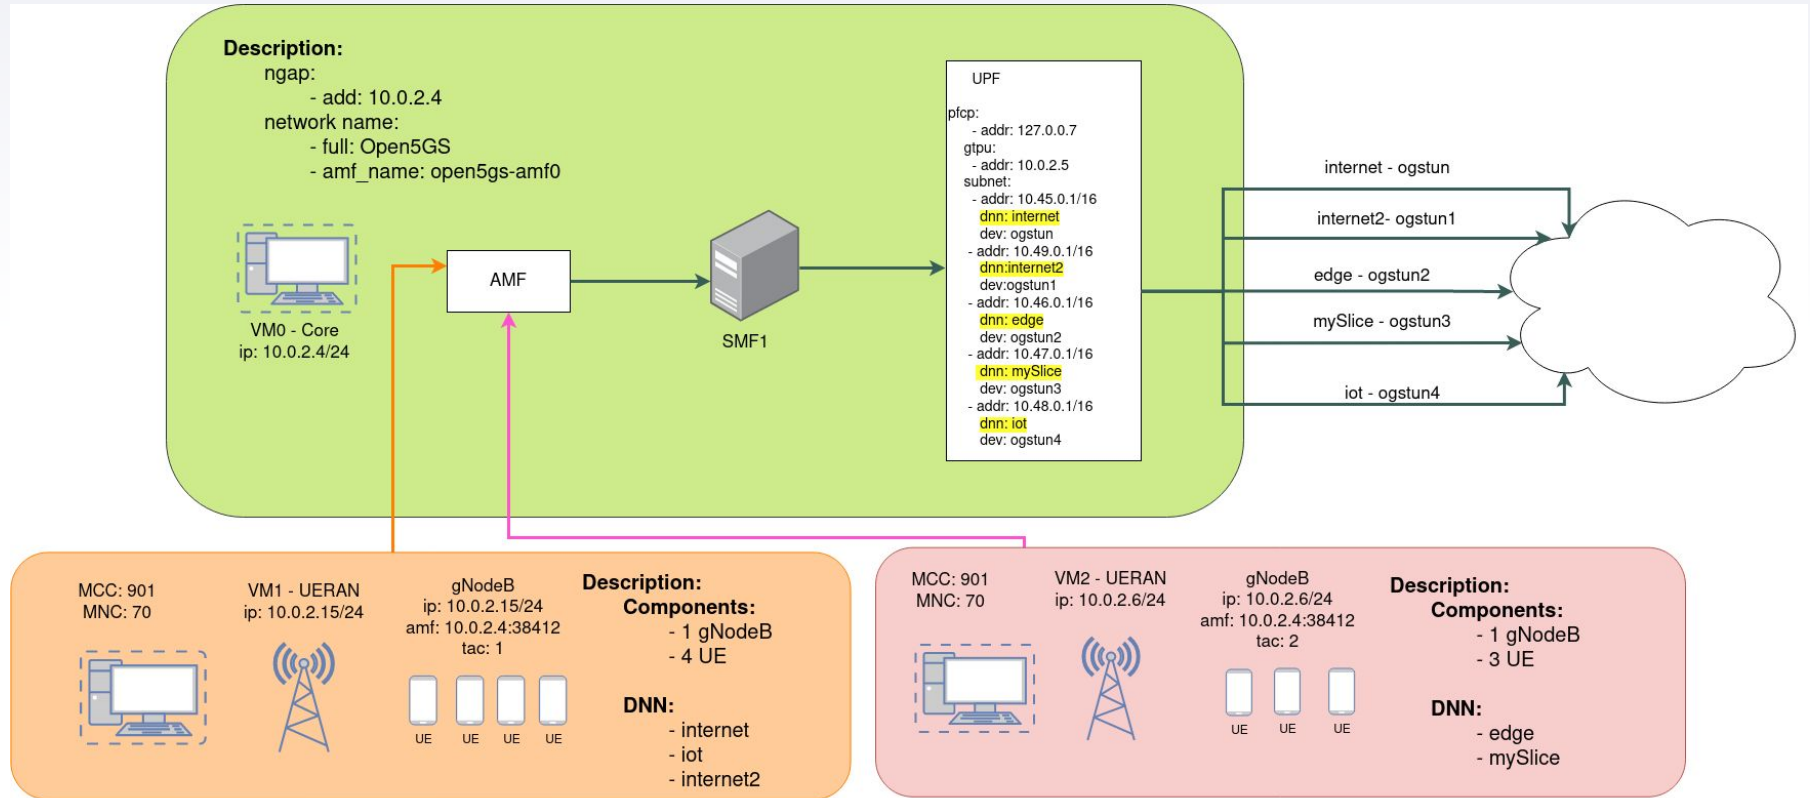 Description:
ngap:
- add: 10.0.2.4
network name:
- full: Open5GS
- amf_name: open5gs-amf0
VM0 - Core
ip: 10.0.2.4/24
AMF
SMF1
UPF
pfcp:
- addr: 127.0.0.7
gtpu:
- addr: 10.0.2.5
subnet:
- addr: 10.45.0.1/16
dnn: internet
dev: ogstun
- addr: 10.49.0.1/16
dnn:internet2
dev:ogstun1
- addr: 10.46.0.1/16
dnn: edge
dev: ogstun2
- addr: 10.47.0.1/16
dnn: mySlice
dev: ogstun3
- addr: 10.48.0.1/16
dnn: iot
dev: ogstun4
internet - ogstun
internet2- ogstun1
edge - ogstun2
mySlice - ogstun3
iot - ogstun4
MCC: 901
MNC: 70
VM1 - UERAN
ip: 10.0.2.15/24
gNodeB
ip: 10.0.2.15/24
amf: 10.0.2.4:38412
tac: 1
UE
UE
UE
UE
Description:
Components:
- 1 gNodeB
- 4 UE
DNN:
- internet
- iot
- internet2
MCC: 901
MNC: 70
VM2 - UERAN
ip: 10.0.2.6/24
gNodeB
ip: 10.0.2.6/24
amf: 10.0.2.4:38412
tac: 2
UE
UE
UE
Description:
Components:
- 1 gNodeB
- 3 UE
DNN:
- edge
- mySlice